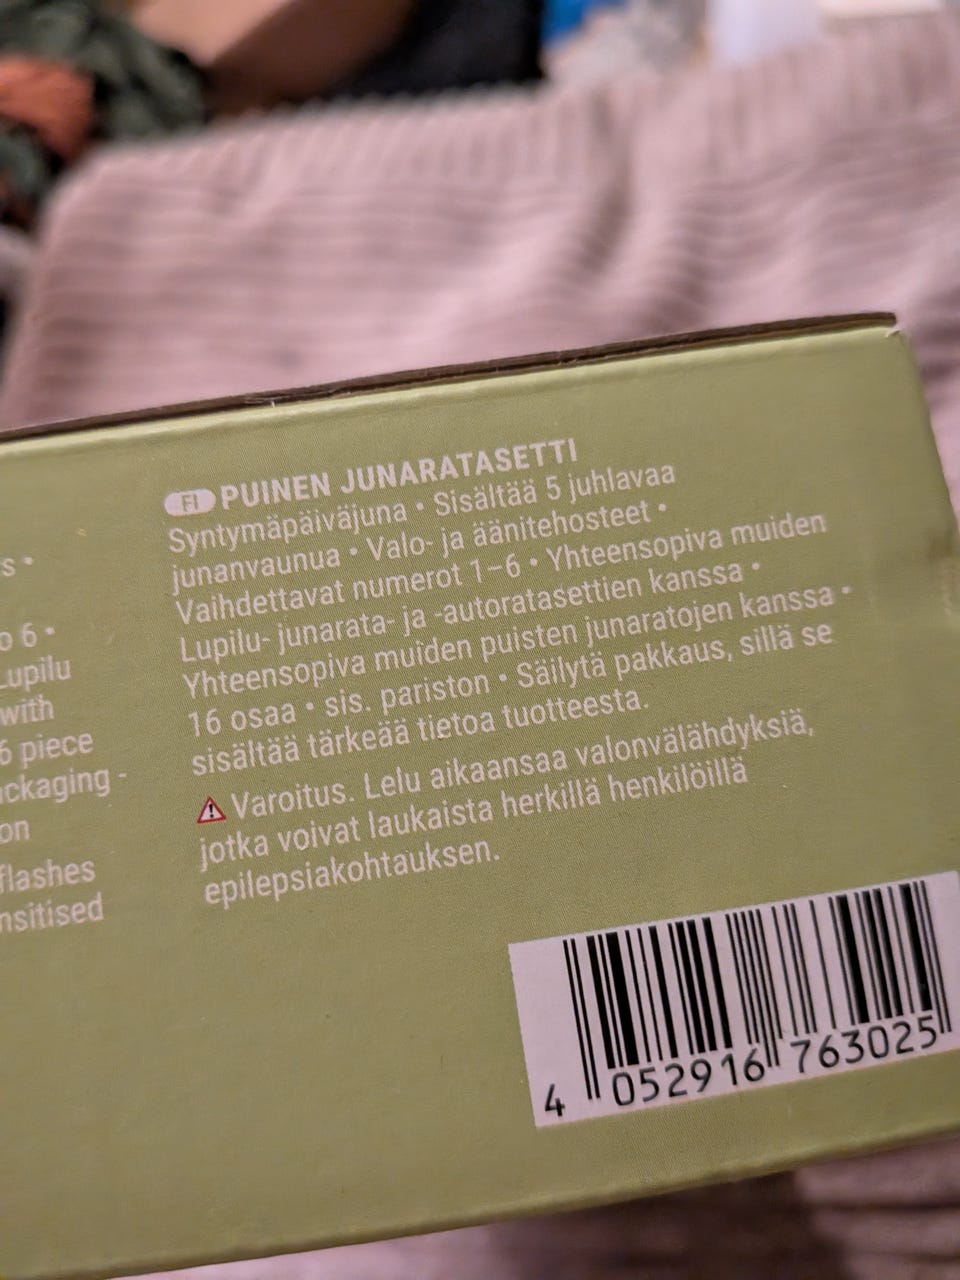 s •
o 6 •
Lupilu
with
6 piece
ackaging -
on
flashes
nsitised
FI PUINEN JUNARATASETTI
Syntymäpäiväjuna • Sisältää 5 juhlavaa
junanvaunua • Valo- ja äänitehosteet •
Vaihdettavat numerot 1–6 • Yhteensopiva muiden
Lupilu- junarata- ja -autoratasettien kanssa •
Yhteensopiva muiden puisten junaratojen kanssa •
16 osaa • sis. pariston • Säilytä pakkaus, sillä se
sisältää tärkeää tietoa tuotteesta.
Varoitus. Lelu aikaansaa valonvälähdyksiä,
jotka voivat laukaista herkillä henkilöillä
epilepsiakohtauksen.
4 052916 763025